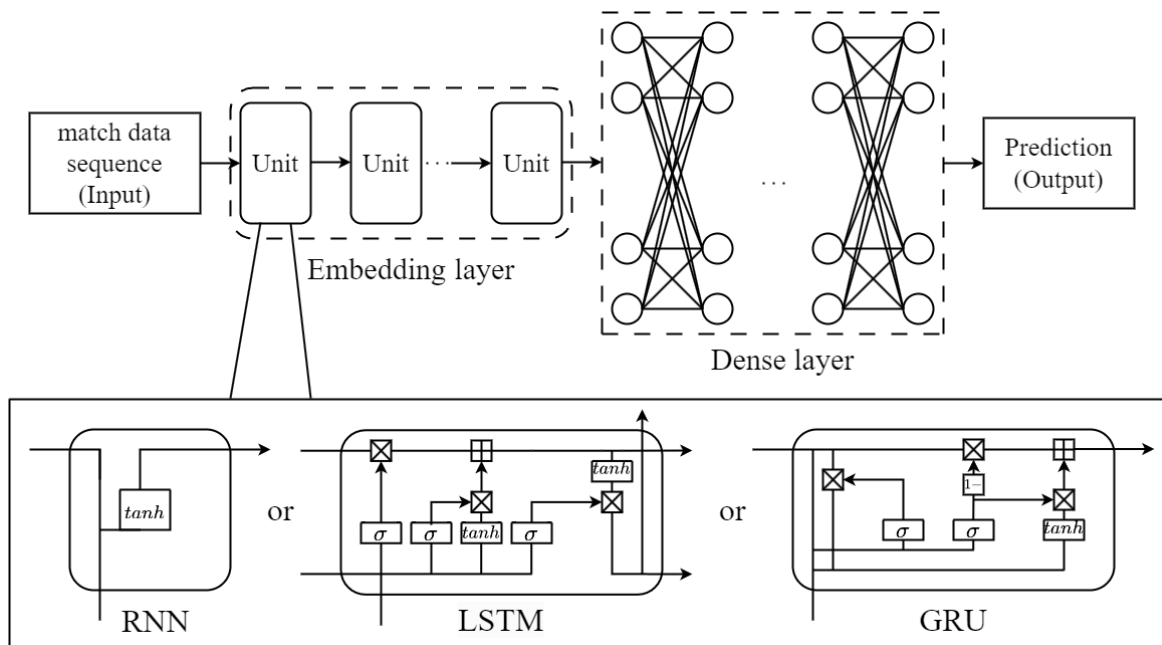 match data
sequence
(Input)
Unit
Unit
...
Unit
Embedding layer
...
Dense layer
Prediction
(Output)
tanh
RNN
or
σ
σ
tanh
σ
tanh
LSTM
or
σ
σ
1−
tanh
GRU